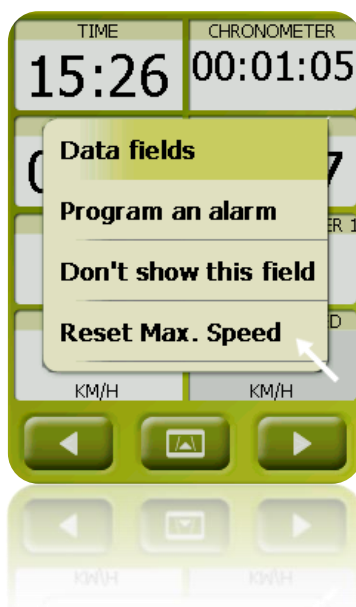 TIME CHRONOMETER
15:26 00:01:05
Data fields
Program an alarm
Don't show this field
Reset Max. Speed
KM/H KM/H